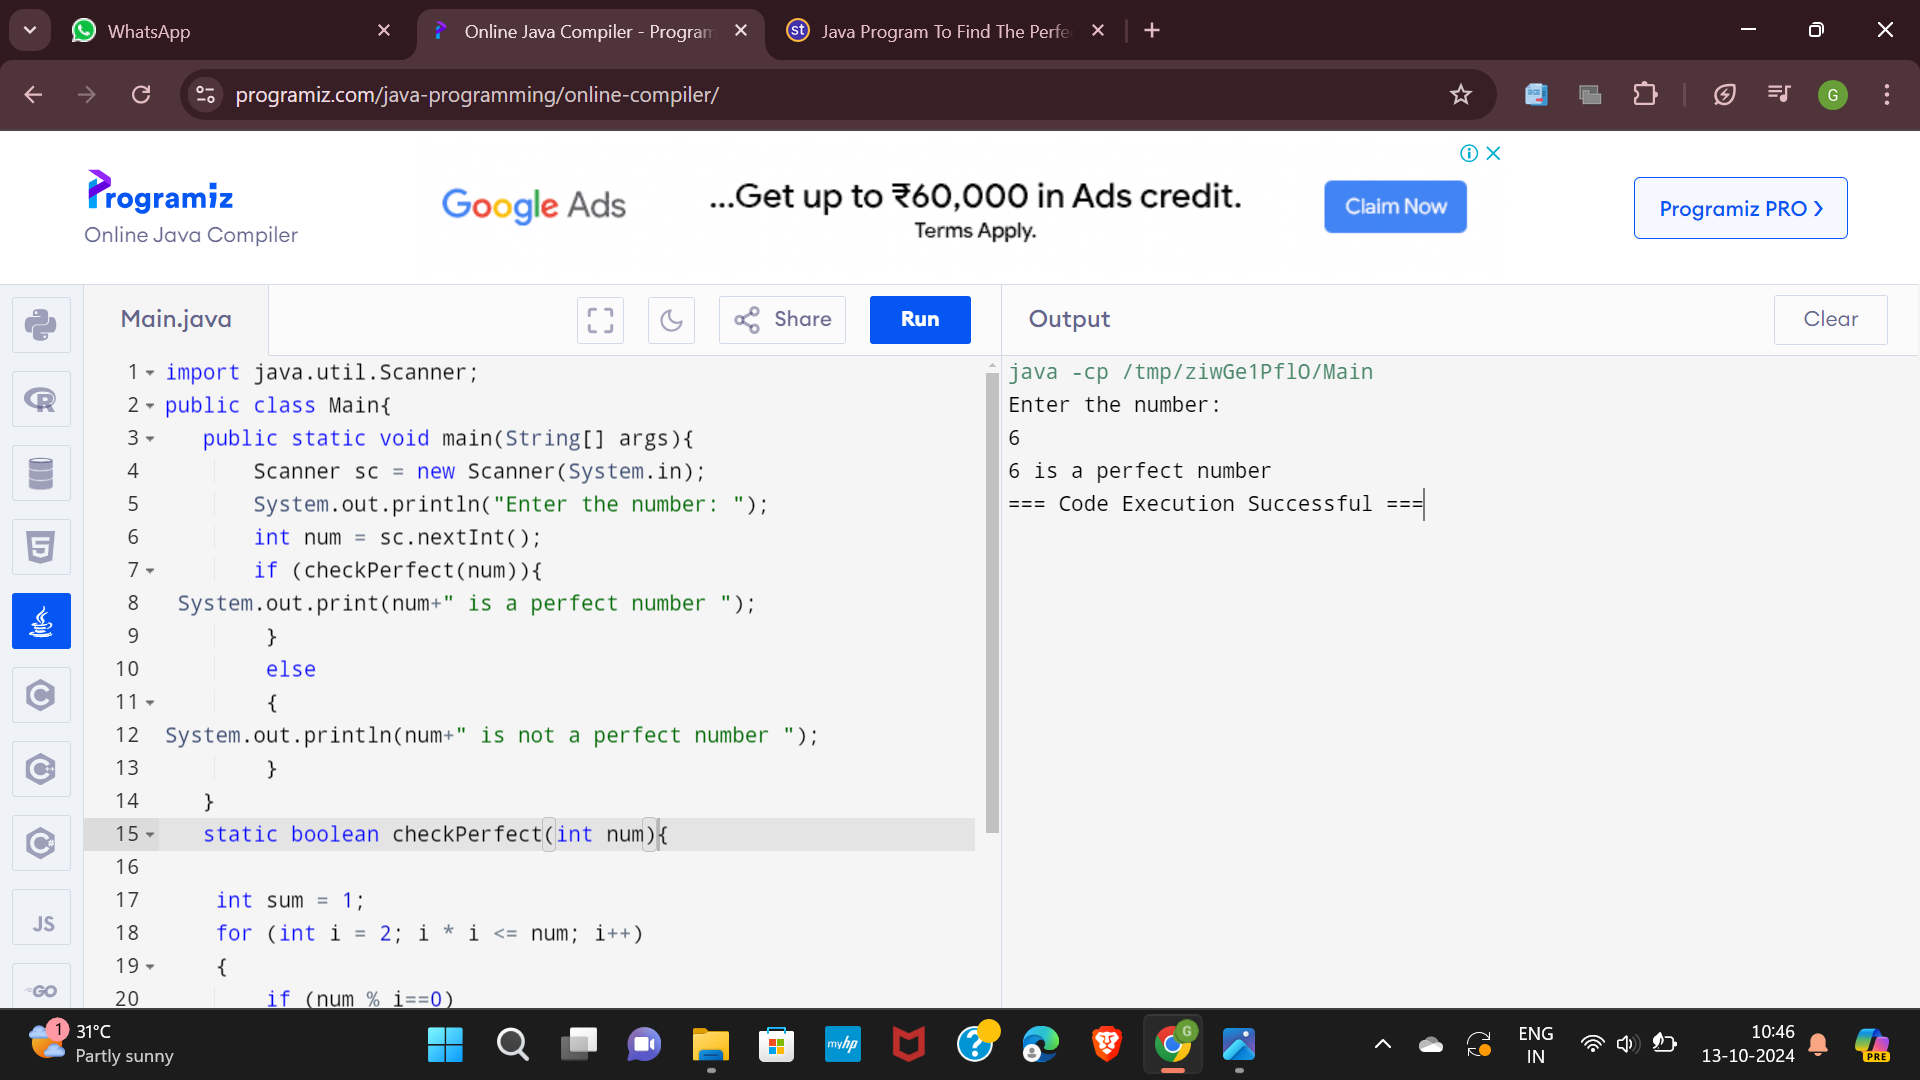 WhatsApp
Online Java Compiler - Program
st Java Program To Find The Perfe
programiz.com/java-programming/online-compiler/
G
Programiz
Online Java Compiler
Google Ads
...Get up to ₹60,000 in Ads credit.
Terms Apply.
Claim Now
Programiz PRO
Main.java
Share
Run
Output
Clear
1 import java.util.Scanner;
2 public class Main{
3 public static void main(String[] args){
4 Scanner sc = new Scanner(System.in);
5 System.out.println("Enter the number: ");
6 int num = sc.nextInt();
7 if (checkPerfect(num)){
8 System.out.print(num+" is a perfect number ");
9 }
10 else
11 {
12 System.out.println(num+" is not a perfect number ");
13 }
14 }
15 static boolean checkPerfect(int num){
16
17 int sum = 1;
18 for (int i = 2; i * i <= num; i++)
19 {
20 if (num % i==0)
java -cp /tmp/ziwGe1PflO/Main
Enter the number:
6
6 is a perfect number
=== Code Execution Successful ===
R
5
C
C++
C#
JS
GO
1
31°C
Partly sunny
myhp
G
ENG
IN
10:46
13-10-2024
PRE